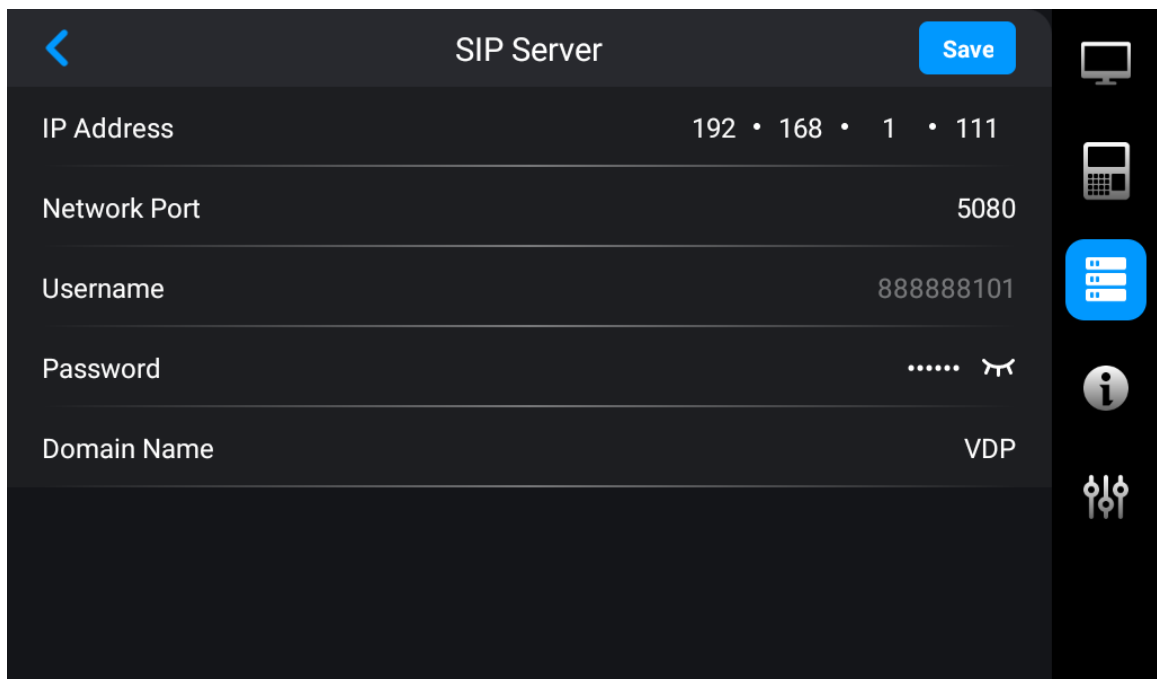 SIP Server Save
IP Address 192 • 168 • 1 • 111
Network Port 5080
Username 888888101
Password ••••••
Domain Name VDP